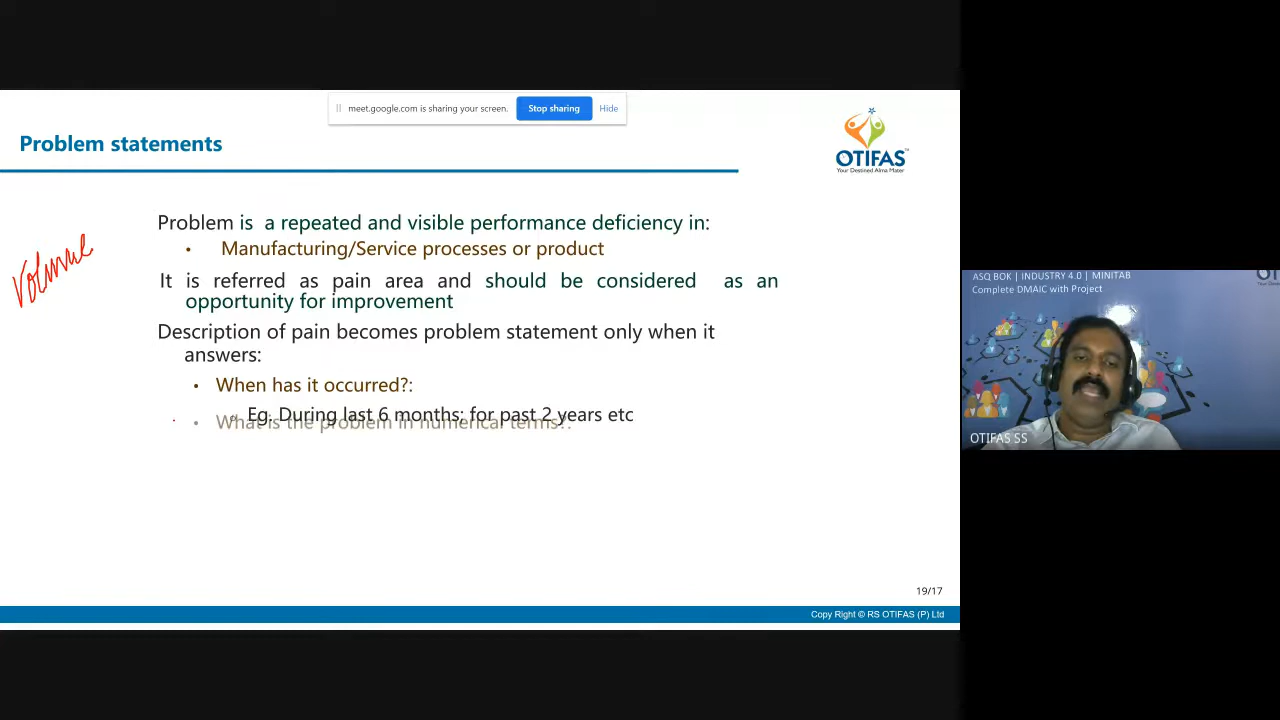 meet.google.com is sharing your screen.
Stop sharing
Hide
Problem statements
OTIFAS
Your Destined Alma Mater
Problem is a repeated and visible performance deficiency in:
• Manufacturing/Service processes or product
Volume
It is referred as pain area and should be considered as an
opportunity for improvement
Description of pain becomes problem statement only when it
answers:
• When has it occurred?:
Eg. During last 6 months; for past 2 years etc
• What is the problem in numerical terms?:
19/17
Copy Right © RS OTIFAS (P) Ltd
ASQ BOK | INDUSTRY 4.0 | MINITAB
Complete DMAIC with Project
OTIFAS SS